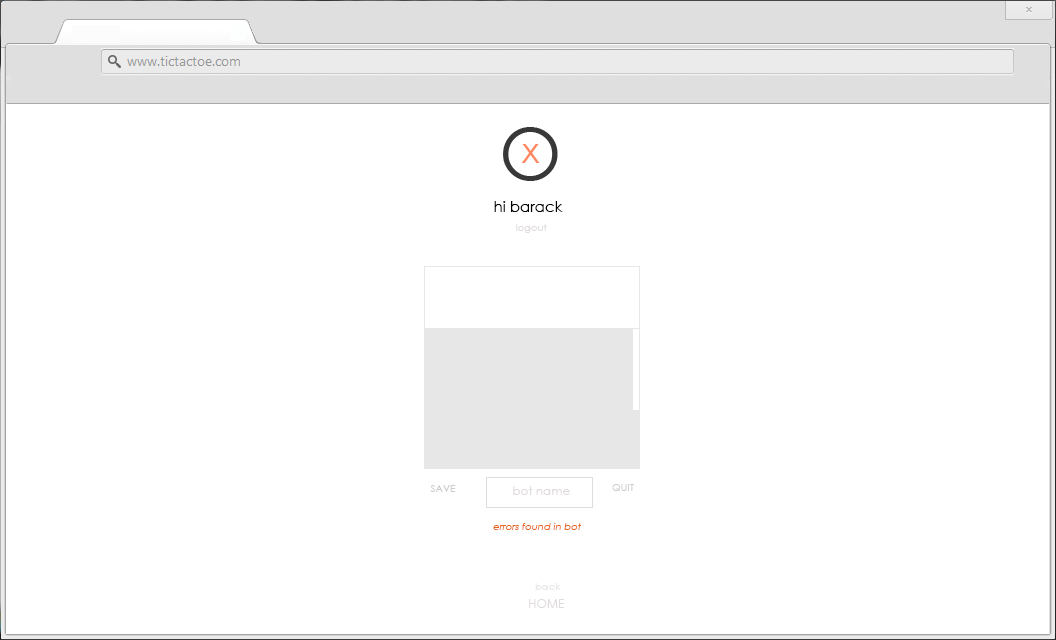 ×
www.tictactoe.com
X
hi barack
logout
SAVE
bot name
QUIT
errors found in bot
back
HOME